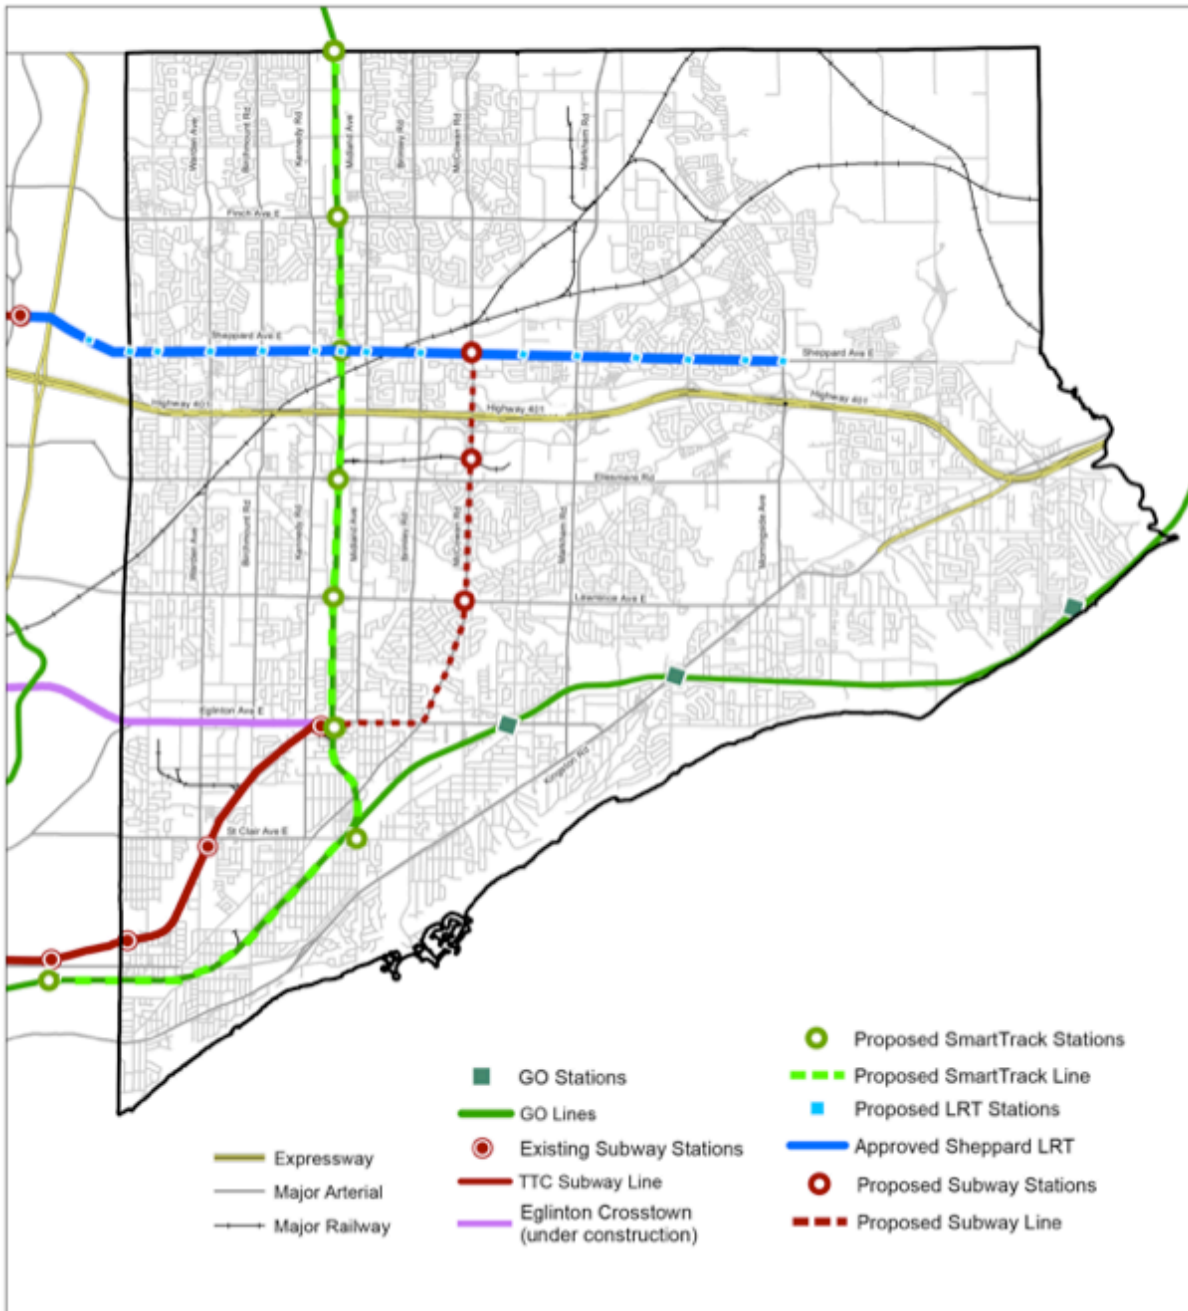 Warden Ave
Birchmount Rd
Kennedy Rd
Midland Ave
Brimley Rd
McCowan Rd
Markham Rd
Finch Ave E
Sheppard Ave E
Sheppard Ave E
Highway 401
Highway 401
Highway 401
Ellesmere Rd
Warden Ave
Birchmount Rd
Kennedy Rd
Midland Ave
Brimley Rd
McCowan Rd
Markham Rd
Morningside Ave
Lawrence Ave E
Eglinton Ave E
Kingston Rd
St Clair Ave E
Expressway
Major Arterial
Major Railway
GO Stations
GO Lines
Existing Subway Stations
TTC Subway Line
Eglinton Crosstown
(under construction)
Proposed SmartTrack Stations
Proposed SmartTrack Line
Proposed LRT Stations
Approved Sheppard LRT
Proposed Subway Stations
Proposed Subway Line